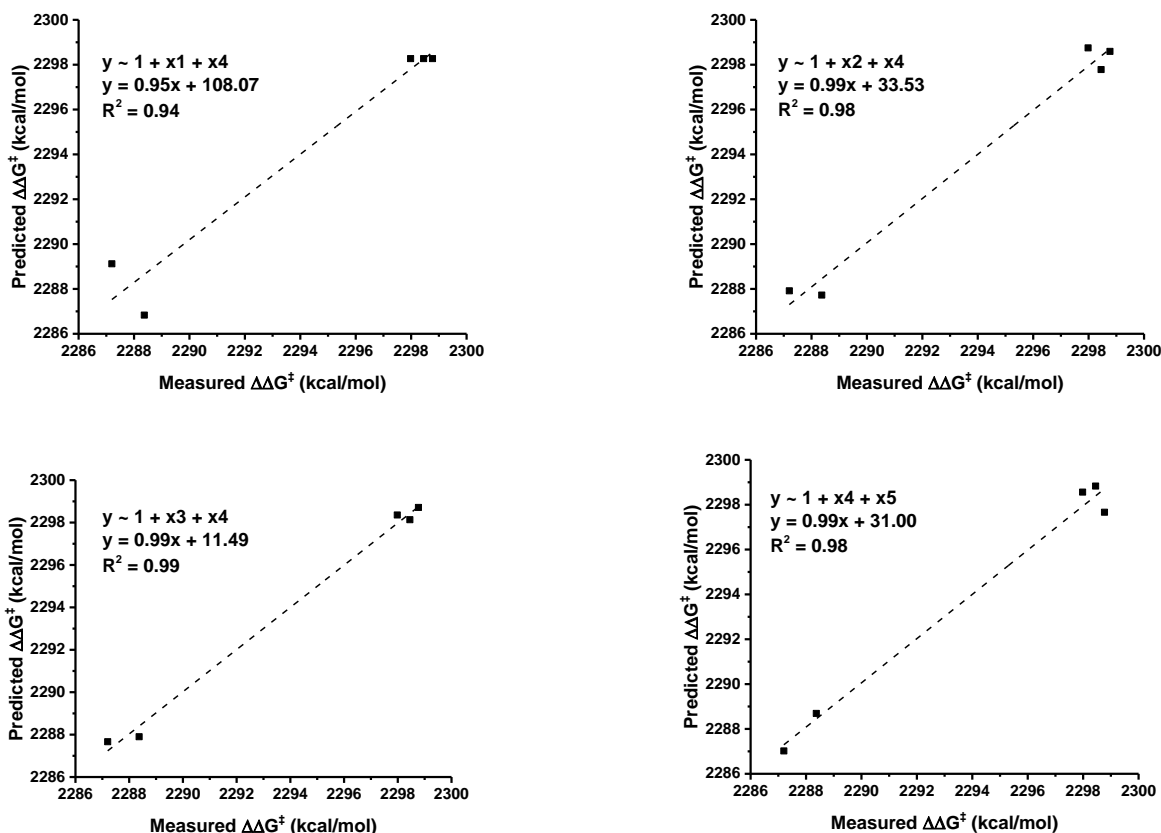 2300
2298
2296
2294
2292
2290
2288
2286
Predicted ΔΔG‡ (kcal/mol)
y ~ 1 + x1 + x4
y = 0.95x + 108.07
R² = 0.94
2286 2288 2290 2292 2294 2296 2298 2300
Measured ΔΔG‡ (kcal/mol)
2300
2298
2296
2294
2292
2290
2288
2286
Predicted ΔΔG‡ (kcal/mol)
y ~ 1 + x2 + x4
y = 0.99x + 33.53
R² = 0.98
2286 2288 2290 2292 2294 2296 2298 2300
Measured ΔΔG‡ (kcal/mol)
2300
2298
2296
2294
2292
2290
2288
2286
Predicted ΔΔG‡ (kcal/mol)
y ~ 1 + x3 + x4
y = 0.99x + 11.49
R² = 0.99
2286 2288 2290 2292 2294 2296 2298 2300
Measured ΔΔG‡ (kcal/mol)
2300
2298
2296
2294
2292
2290
2288
2286
Predicted ΔΔG‡ (kcal/mol)
y ~ 1 + x4 + x5
y = 0.99x + 31.00
R² = 0.98
2286 2288 2290 2292 2294 2296 2298 2300
Measured ΔΔG‡ (kcal/mol)